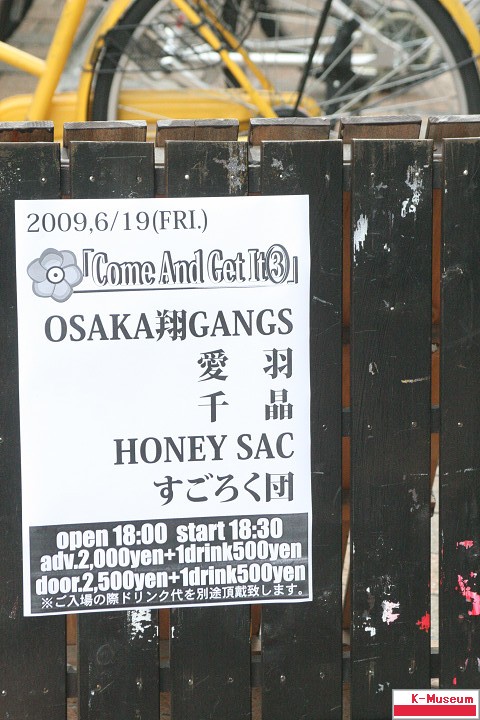 2009,6/19(FRI.)
「Come And Get It③」
OSAKA翔GANGS
愛 羽
千 晶
HONEY SAC
すごろく団
open 18:00 start 18:30
adv.2,000yen+1drink500yen
door.2,500yen+1drink500yen
※ご入場の際ドリンク代を別途頂戴致します。
K-Museum